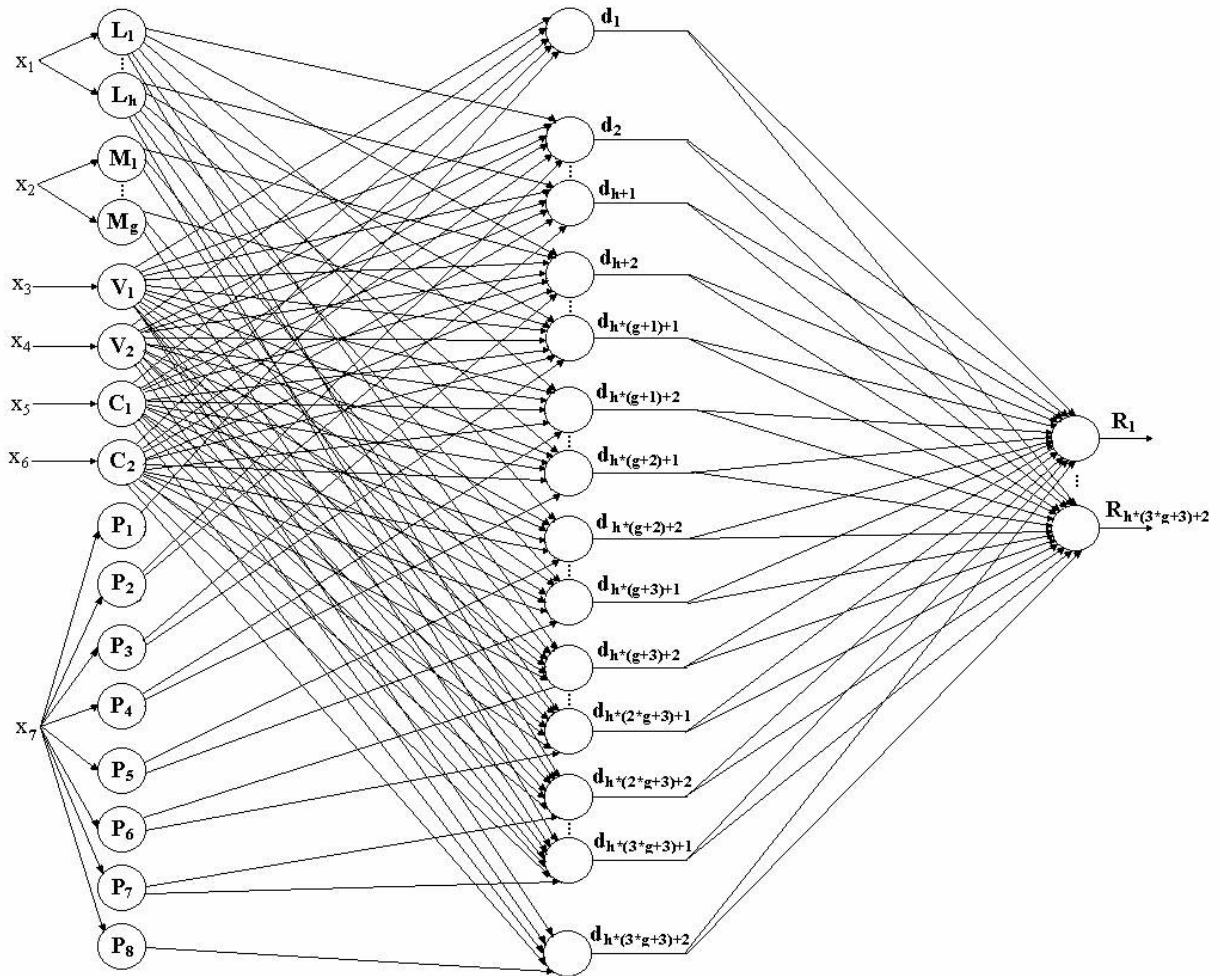 x1
x2
x3
x4
x5
x6
x7
L1
Lh
M1
Mg
V1
V2
C1
C2
P1
P2
P3
P4
P5
P6
P7
P8
d1
d2
dh+1
dh+2
dh*(g+1)+1
dh*(g+1)+2
dh*(g+2)+1
dh*(g+2)+2
dh*(g+3)+1
dh*(g+3)+2
dh*(2*g+3)+1
dh*(2*g+3)+2
dh*(3*g+3)+1
dh*(3*g+3)+2
R1
Rh*(3*g+3)+2